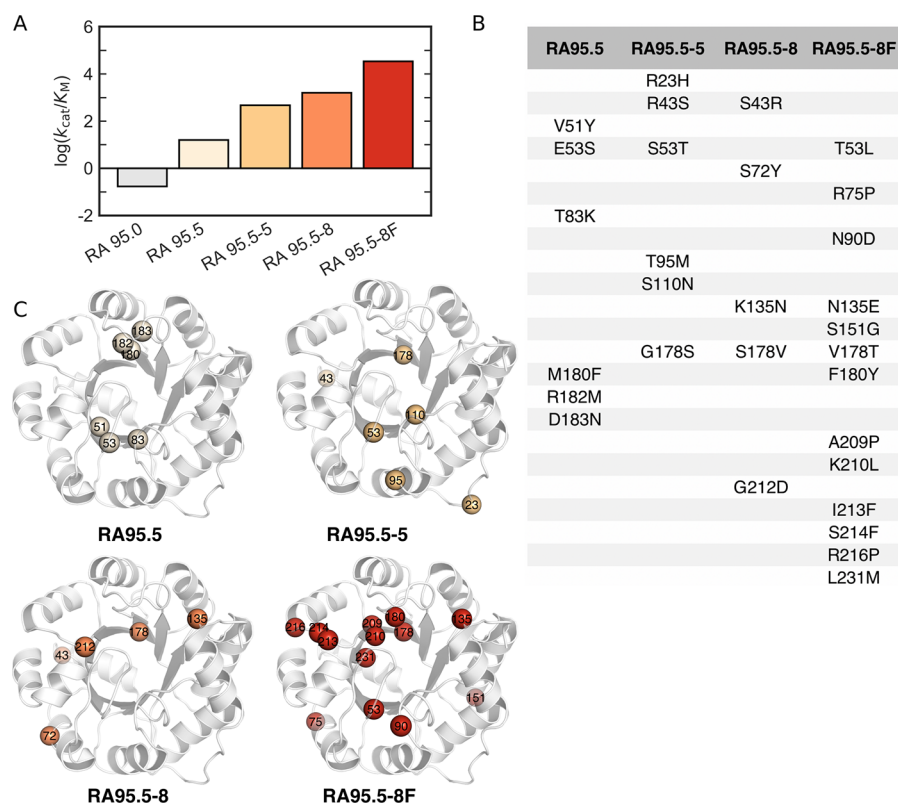 A
log(kcat/KM)
6
4
2
0
-2
RA 95.0
RA 95.5
RA 95.5-5
RA 95.5-8
RA 95.5-8F
B
RA95.5 RA95.5-5 RA95.5-8 RA95.5-8F
R23H
R43S S43R
V51Y
E53S S53T T53L
S72Y
R75P
T83K
N90D
T95M
S110N
K135N N135E
S151G
G178S S178V V178T
M180F F180Y
R182M
D183N
A209P
K210L
G212D
I213F
S214F
R216P
L231M
C
183
182
180
51
53
83
RA95.5
178
43
110
53
95
23
RA95.5-5
135
178
212
43
72
RA95.5-8
180
135
209
216
214
178
210
213
231
151
53
75
90
RA95.5-8F